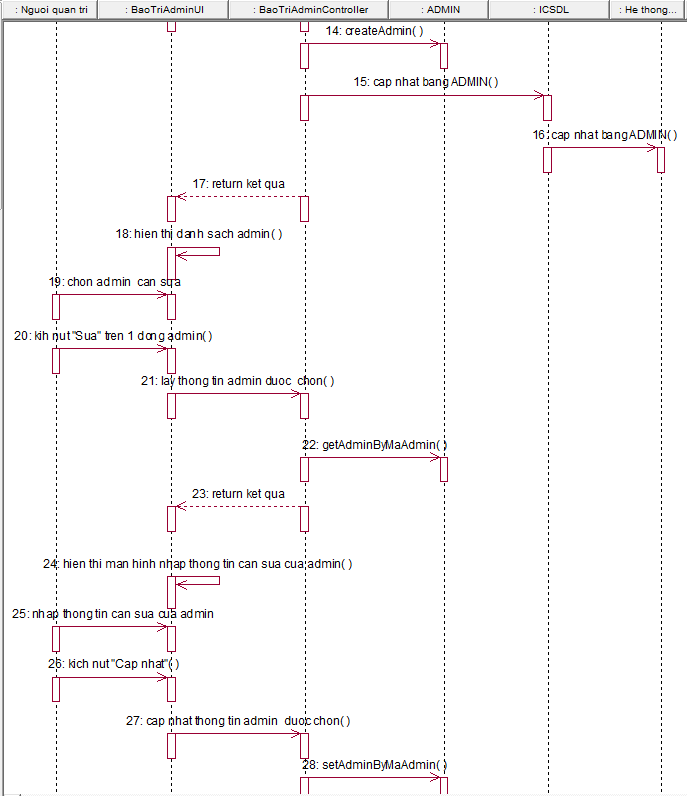 : Nguoi quan tri : BaoTriAdminUI : BaoTriAdminController : ADMIN : ICSDL : He thong...
14: createAdmin( )
15: cap nhat bang ADMIN( )
16: cap nhat bang ADMIN( )
17: return ket qua
18: hien thi danh sach admin( )
19: chon admin can sua
20: kih nut "Sua" tren 1 dong admin( )
21: lay thong tin admin duoc chon( )
22: getAdminByMaAdmin( )
23: return ket qua
24: hien thi man hinh nhap thong tin can sua cua admin( )
25: nhap thong tin can sua cua admin
26: kich nut "Cap nhat"( )
27: cap nhat thong tin admin duoc chon( )
28: setAdminByMaAdmin( )